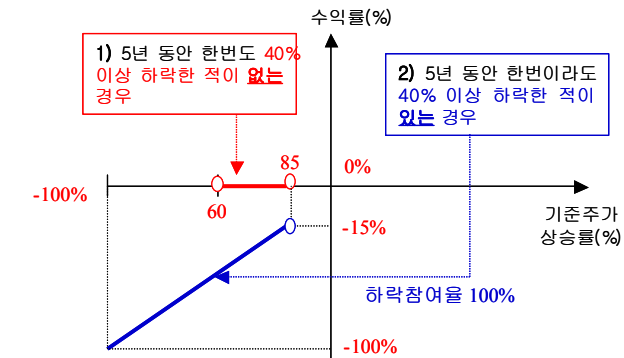 수익률(%)
1) 5년 동안 한번도 40%
이상 하락한 적이 없는
경우
2) 5년 동안 한번이라도
40% 이상 하락한 적이
있는 경우
85
0%
-100%
60
기준주가
상승률(%)
-15%
하락참여율 100%
-100%